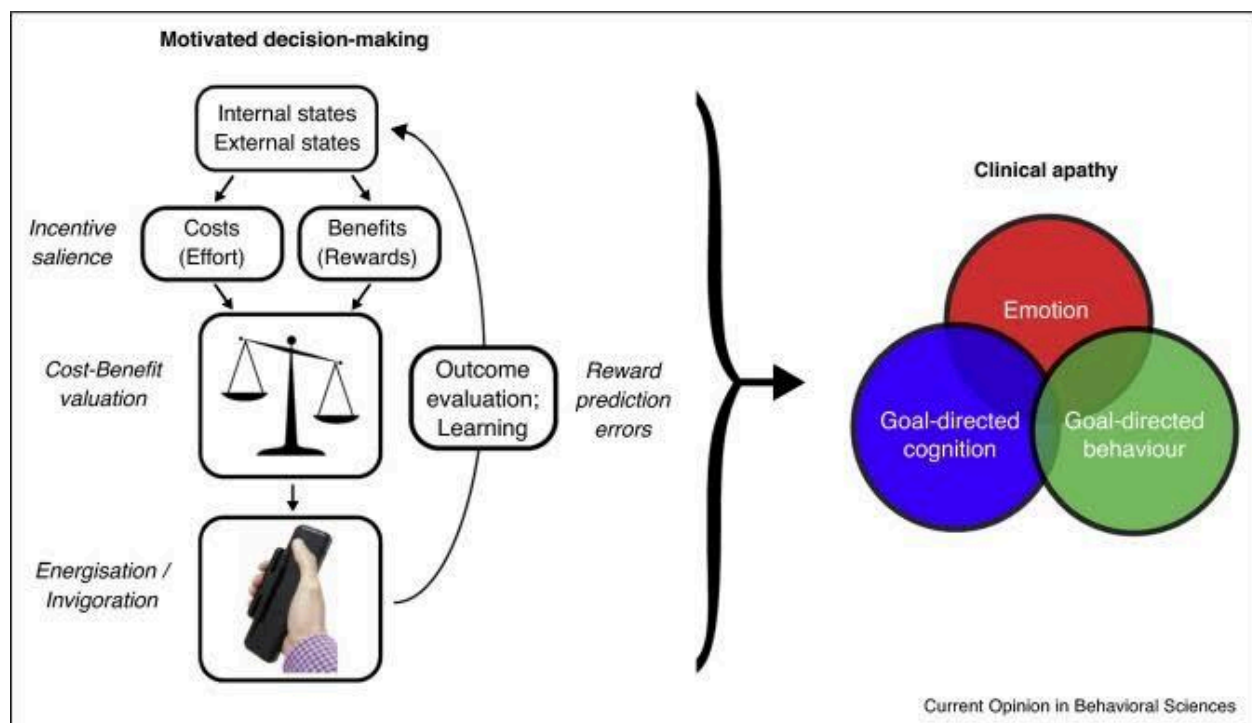 Motivated decision-making
Internal states
External states
Incentive
salience
Costs
(Effort)
Benefits
(Rewards)
Cost-Benefit
valuation
Outcome
evaluation;
Learning
Reward
prediction
errors
Energisation /
Invigoration
Clinical apathy
Emotion
Goal-directed
cognition
Goal-directed
behaviour
Current Opinion in Behavioral Sciences